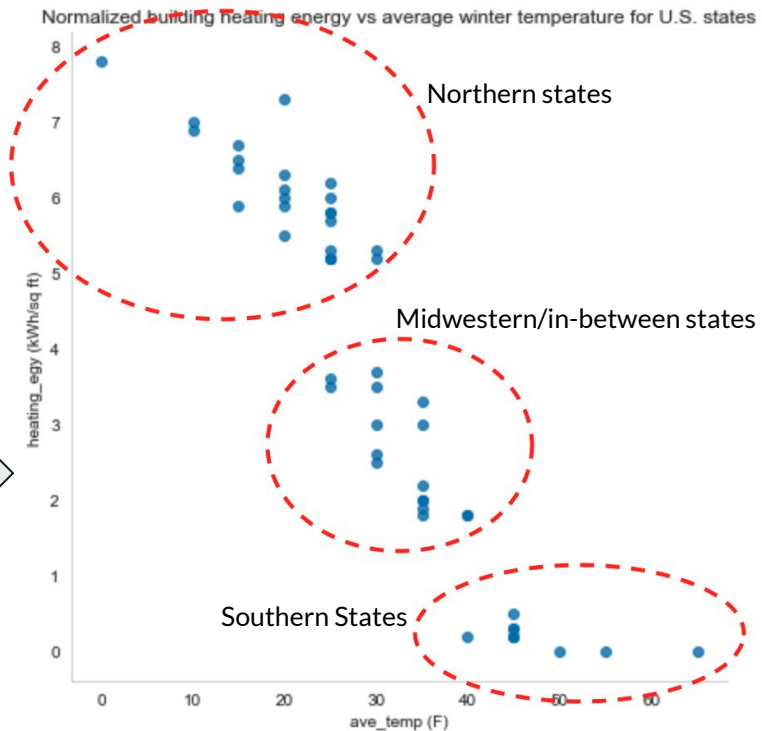 Normalized building heating energy vs average winter temperature for U.S. states
8
Northern states
7
6
5
heating_egy (kWh/sq ft)
Midwestern/in-between states
4
3
2
1
Southern States
0
0 10 20 30 40 50 60
ave_temp (F)